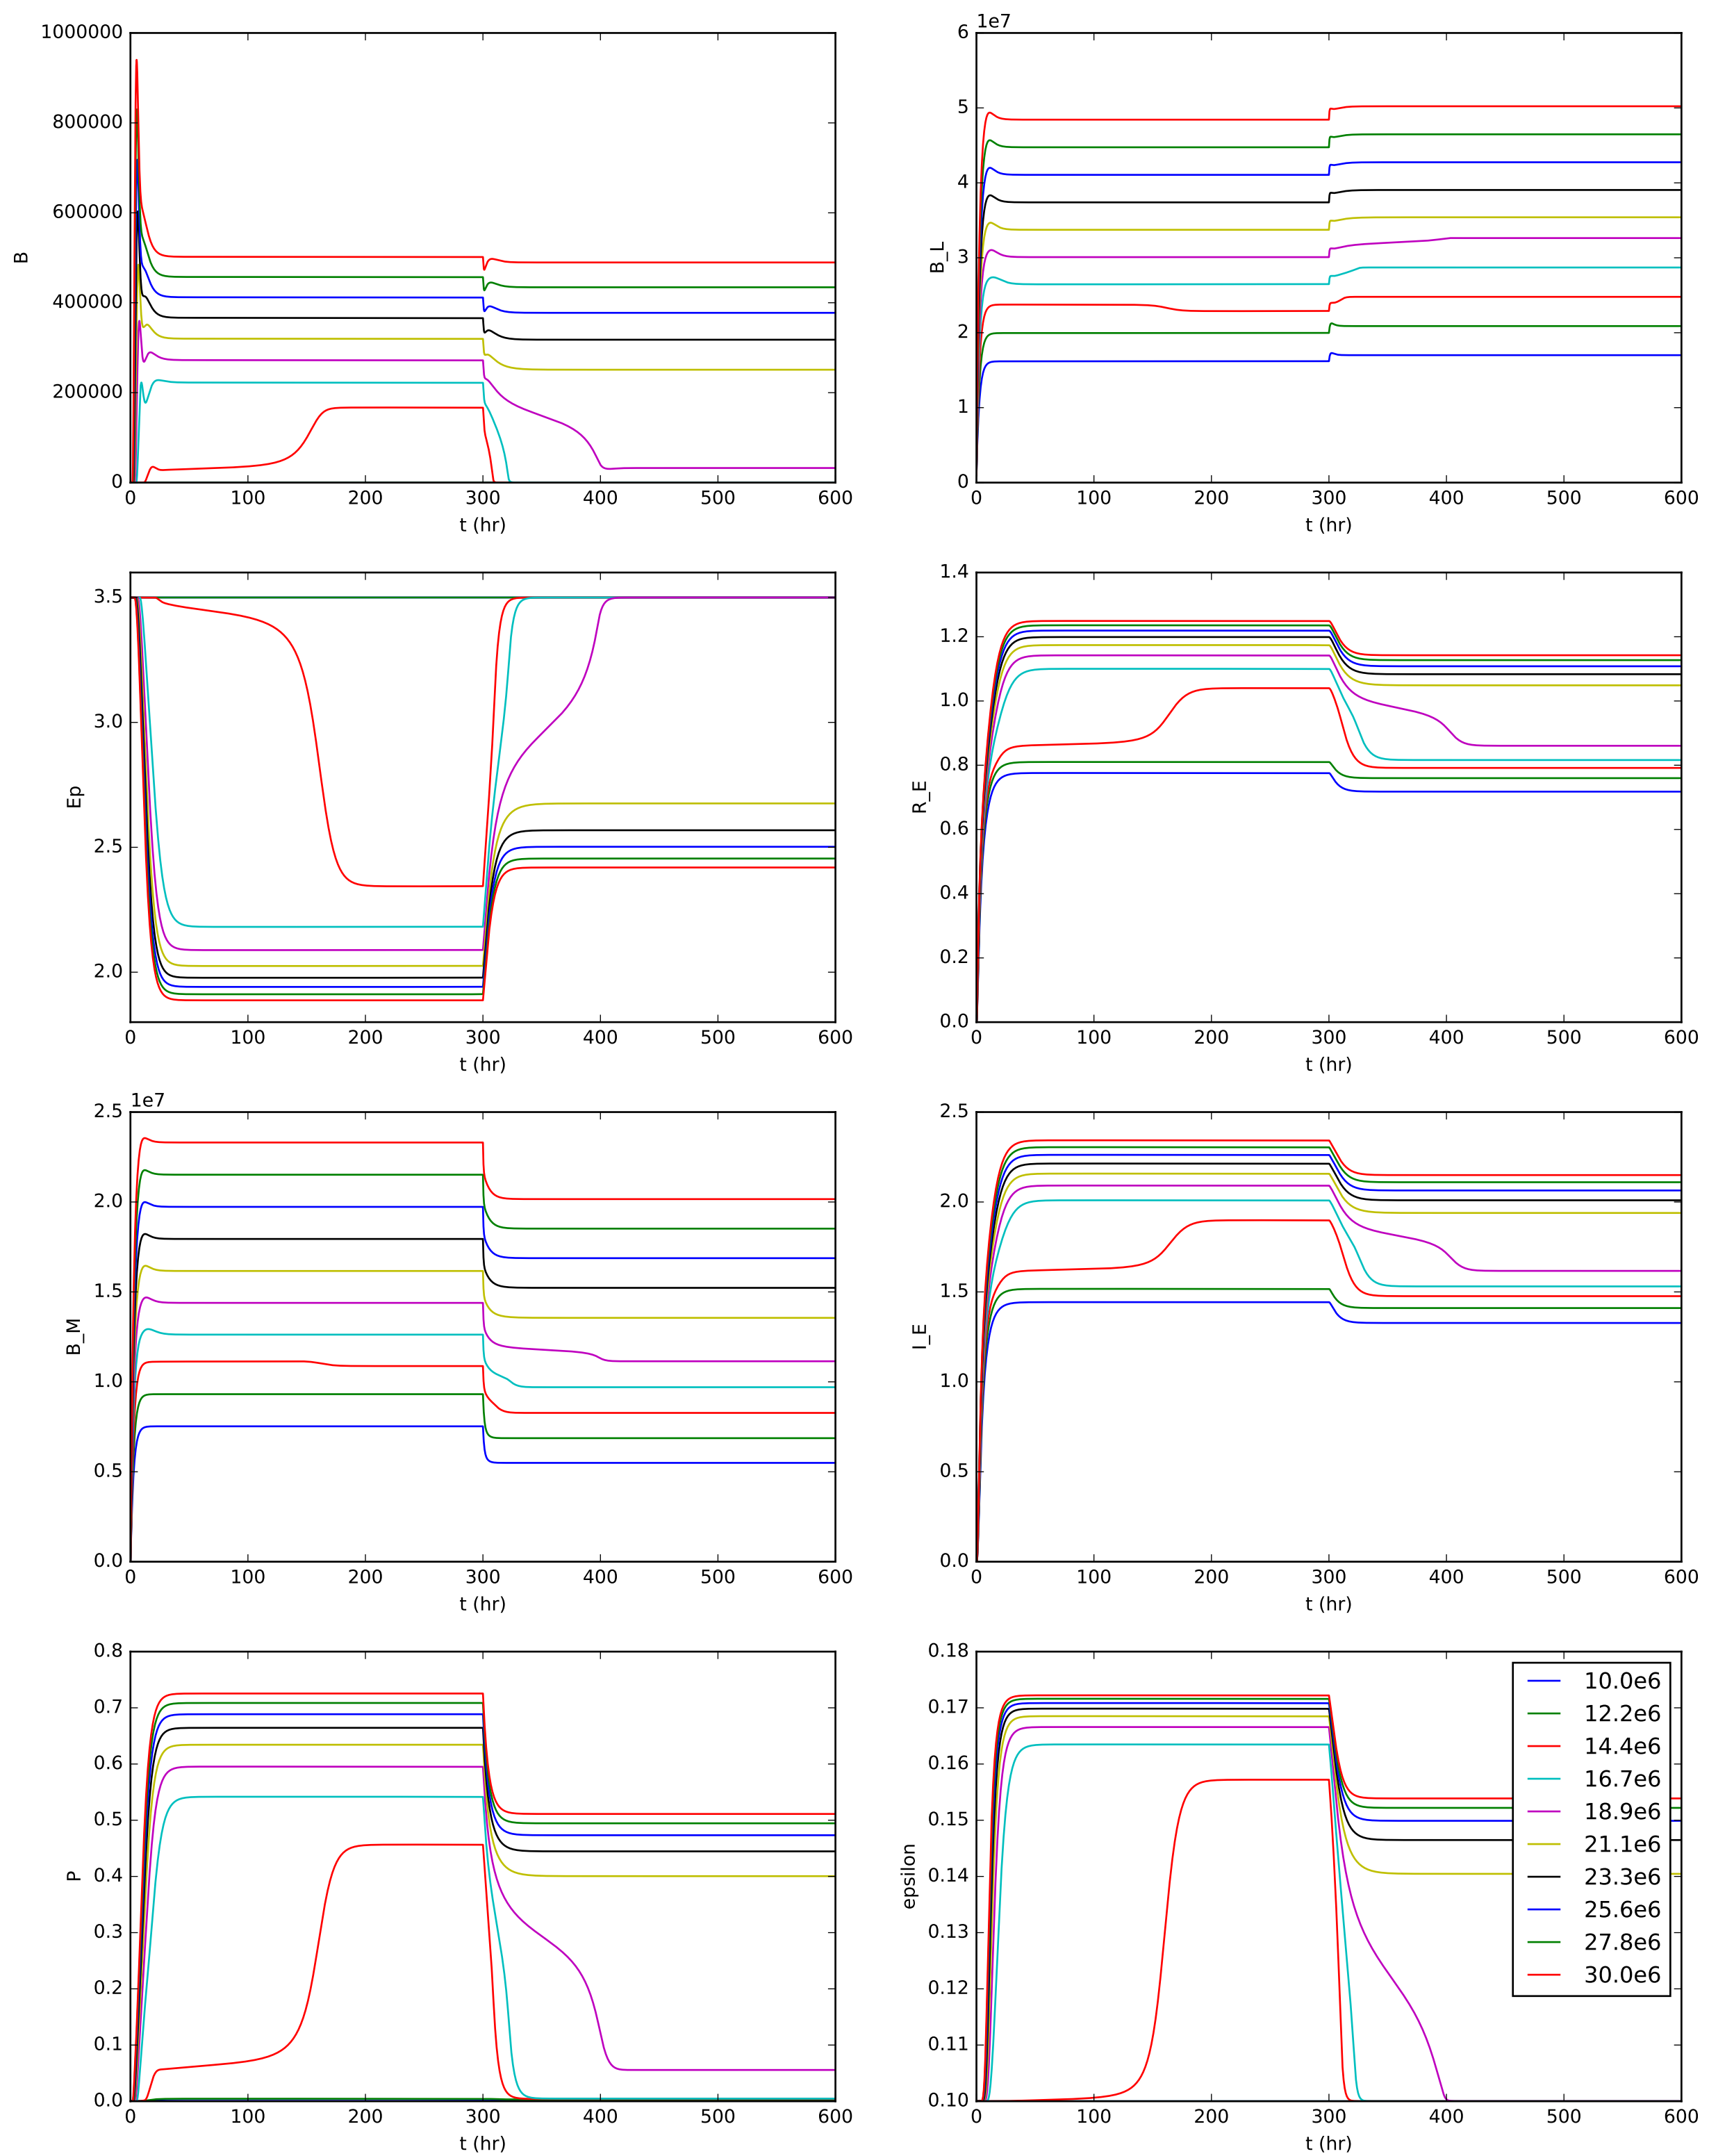 1000000
800000
600000
400000
200000
0
B
0 100 200 300 400 500 600
t (hr)
1e7
6
5
4
3
2
1
0
B_L
0 100 200 300 400 500 600
t (hr)
3.5
3.0
2.5
2.0
Ep
0 100 200 300 400 500 600
t (hr)
1.4
1.2
1.0
0.8
0.6
0.4
0.2
0.0
R_E
0 100 200 300 400 500 600
t (hr)
1e7
2.5
2.0
1.5
1.0
0.5
0.0
B_M
0 100 200 300 400 500 600
t (hr)
2.5
2.0
1.5
1.0
0.5
0.0
I_E
0 100 200 300 400 500 600
t (hr)
0.8
0.7
0.6
0.5
0.4
0.3
0.2
0.1
0.0
P
0 100 200 300 400 500 600
t (hr)
0.18
0.17
0.16
0.15
0.14
0.13
0.12
0.11
0.10
epsilon
0 100 200 300 400 500 600
t (hr)
10.0e6
12.2e6
14.4e6
16.7e6
18.9e6
21.1e6
23.3e6
25.6e6
27.8e6
30.0e6